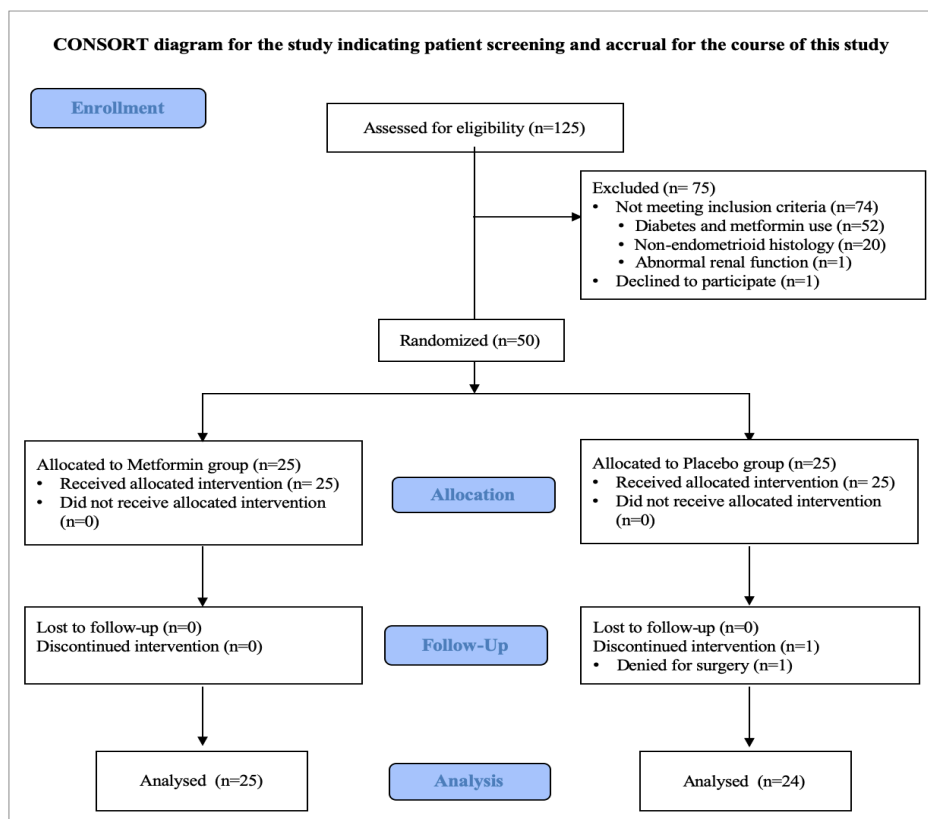 CONSORT diagram for the study indicating patient screening and accrual for the course of this study
Enrollment
Assessed for eligibility (n=125)
Excluded (n= 75)
• Not meeting inclusion criteria (n=74)
• Diabetes and metformin use (n=52)
• Non-endometrioid histology (n=20)
• Abnormal renal function (n=1)
• Declined to participate (n=1)
Randomized (n=50)
Allocated to Metformin group (n=25)
• Received allocated intervention (n= 25)
• Did not receive allocated intervention
(n=0)
Allocation
Allocated to Placebo group (n=25)
• Received allocated intervention (n= 25)
• Did not receive allocated intervention
(n=0)
Lost to follow-up (n=0)
Discontinued intervention (n=0)
Follow-Up
Lost to follow-up (n=0)
Discontinued intervention (n=1)
• Denied for surgery (n=1)
Analysed (n=25)
Analysis
Analysed (n=24)